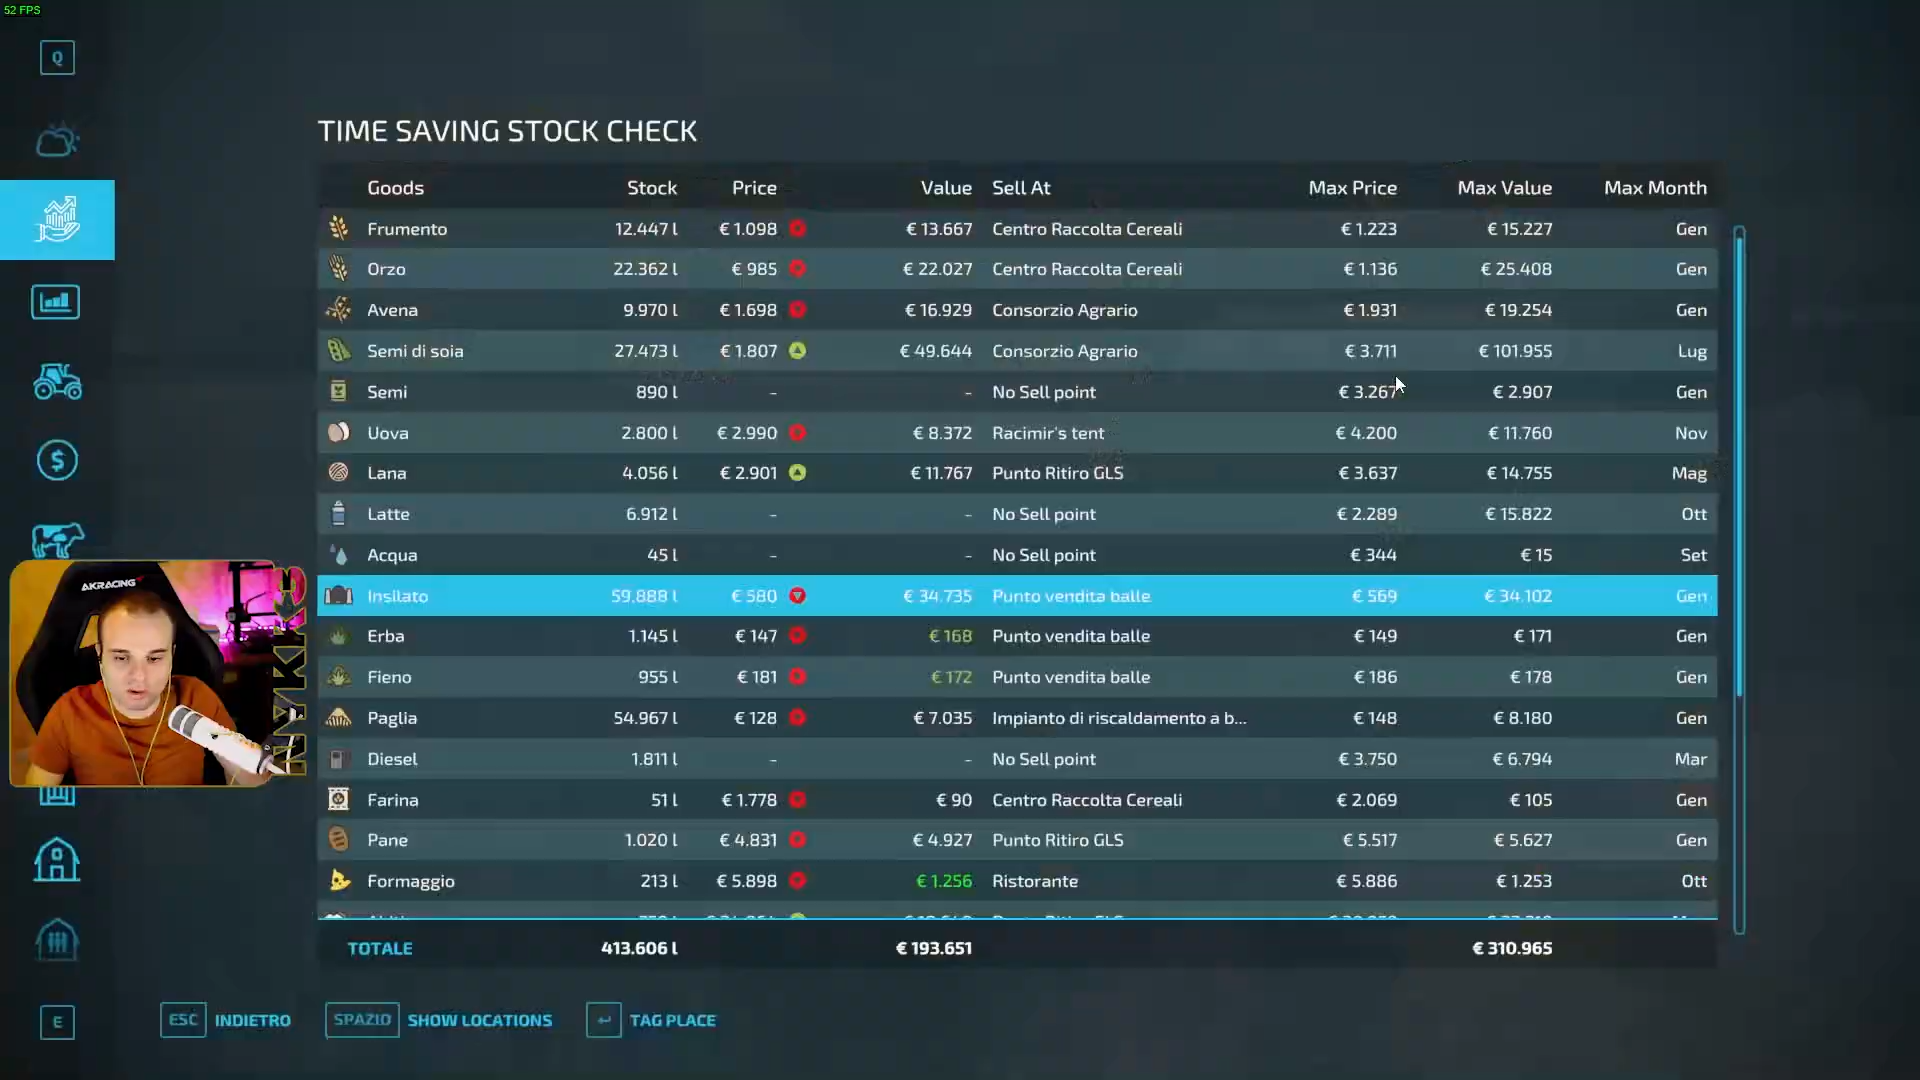 52 FPS
Q
TIME SAVING STOCK CHECK
Goods Stock Price Value Sell At Max Price Max Value Max Month
Frumento 12.447 l € 1.098 € 13.667 Centro Raccolta Cereali € 1.223 € 15.227 Gen
Orzo 22.362 l € 985 € 22.027 Centro Raccolta Cereali € 1.136 € 25.408 Gen
Avena 9.970 l € 1.698 € 16.929 Consorzio Agrario € 1.931 € 19.254 Gen
Semi di soia 27.473 l € 1.807 € 49.644 Consorzio Agrario € 3.711 € 101.955 Lug
Semi 890 l - - No Sell point € 3.267 € 2.907 Gen
Uova 2.800 l € 2.990 € 8.372 Racimir's tent € 4.200 € 11.760 Nov
Lana 4.056 l € 2.901 € 11.767 Punto Ritiro GLS € 3.637 € 14.755 Mag
Latte 6.912 l - - No Sell point € 2.289 € 15.822 Ott
Acqua 45 l - - No Sell point € 344 € 15 Set
Insilato 59.888 l € 580 € 34.735 Punto vendita balle € 569 € 34.102 Gen
Erba 1.145 l € 147 € 168 Punto vendita balle € 149 € 171 Gen
Fieno 955 l € 181 € 172 Punto vendita balle € 186 € 178 Gen
Paglia 54.967 l € 128 € 7.035 Impianto di riscaldamento a b... € 148 € 8.180 Gen
Diesel 1.811 l - - No Sell point € 3.750 € 6.794 Mar
Farina 51 l € 1.778 € 90 Centro Raccolta Cereali € 2.069 € 105 Gen
Pane 1.020 l € 4.831 € 4.927 Punto Ritiro GLS € 5.517 € 5.627 Gen
Formaggio 213 l € 5.898 € 1.256 Ristorante € 5.886 € 1.253 Ott
TOTALE 413.606 l € 193.651 € 310.965
AKRACING
E
ESC INDIETRO SPAZIO SHOW LOCATIONS TAG PLACE